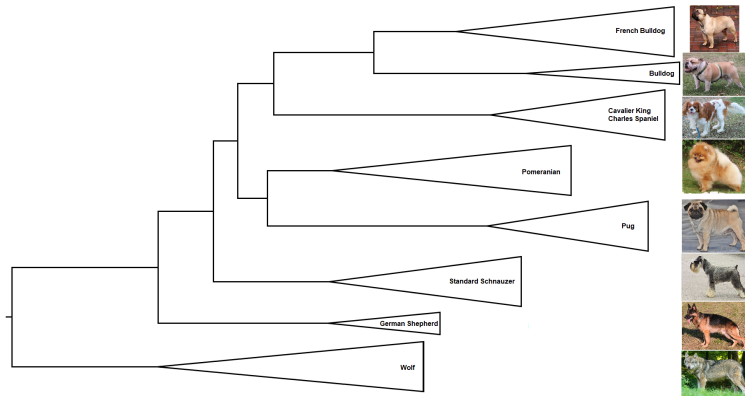 French Bulldog
Bulldog
Cavalier King
Charles Spaniel
Pomeranian
Pug
Standard Schnauzer
German Shepherd
Wolf